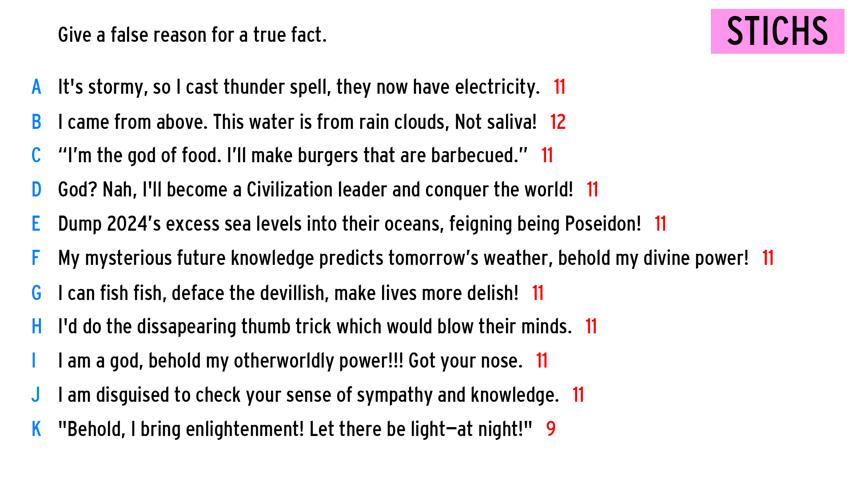 Give a false reason for a true fact.
STICHS
A It's stormy, so I cast thunder spell, they now have electricity. 11
B I came from above. This water is from rain clouds, Not saliva! 12
C “I’m the god of food. I’ll make burgers that are barbecued.” 11
D God? Nah, I'll become a Civilization leader and conquer the world! 11
E Dump 2024’s excess sea levels into their oceans, feigning being Poseidon! 11
F My mysterious future knowledge predicts tomorrow’s weather, behold my divine power! 11
G I can fish fish, deface the devillish, make lives more delish! 11
H I'd do the dissapearing thumb trick which would blow their minds. 11
I I am a god, behold my otherworldly power!!! Got your nose. 11
J I am disguised to check your sense of sympathy and knowledge. 11
K "Behold, I bring enlightenment! Let there be light—at night!" 9